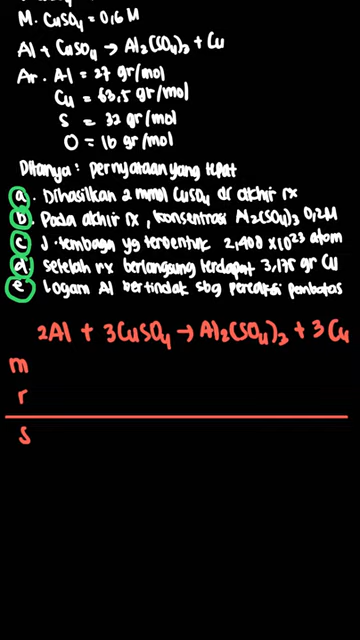 M. CuSO4 = 0,16 M
Al + CuSO4 → Al2(SO4)3 + Cu
Ar. Al = 27 gr/mol
Cu = 63,5 gr/mol
S = 32 gr/mol
O = 16 gr/mol
Ditanya : pernyataan yang tepat
a. Dihasilkan 2 mmol CuSO4 di akhir rx
b. Pada akhir rx, konsentrasi Al2(SO4)3 0,2M
c. J. tembaga yg terbentuk 2,408 x 10^23 atom
d. setelah rx berlangsung terdapat 3,175 gr Cu
e. Logam Al bertindak sbg pereaksi pembatas
2Al + 3CuSO4 → Al2(SO4)3 + 3Cu
m
r
s